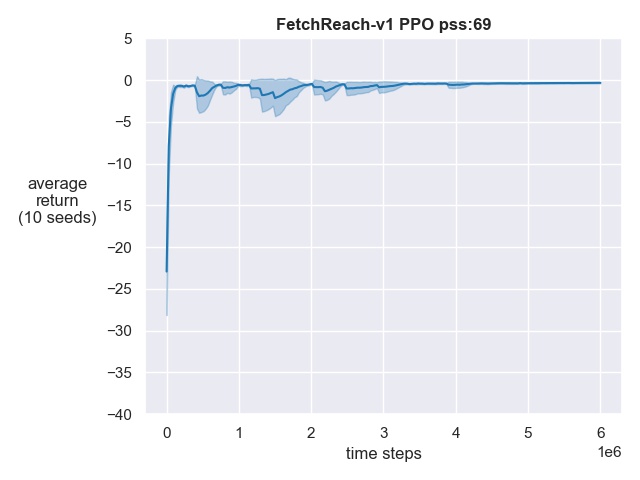 FetchReach-v1 PPO pss:69
5
0
−5
−10
−15
−20
−25
−30
−35
−40
average
return
(10 seeds)
0 1 2 3 4 5 6
1e6
time steps